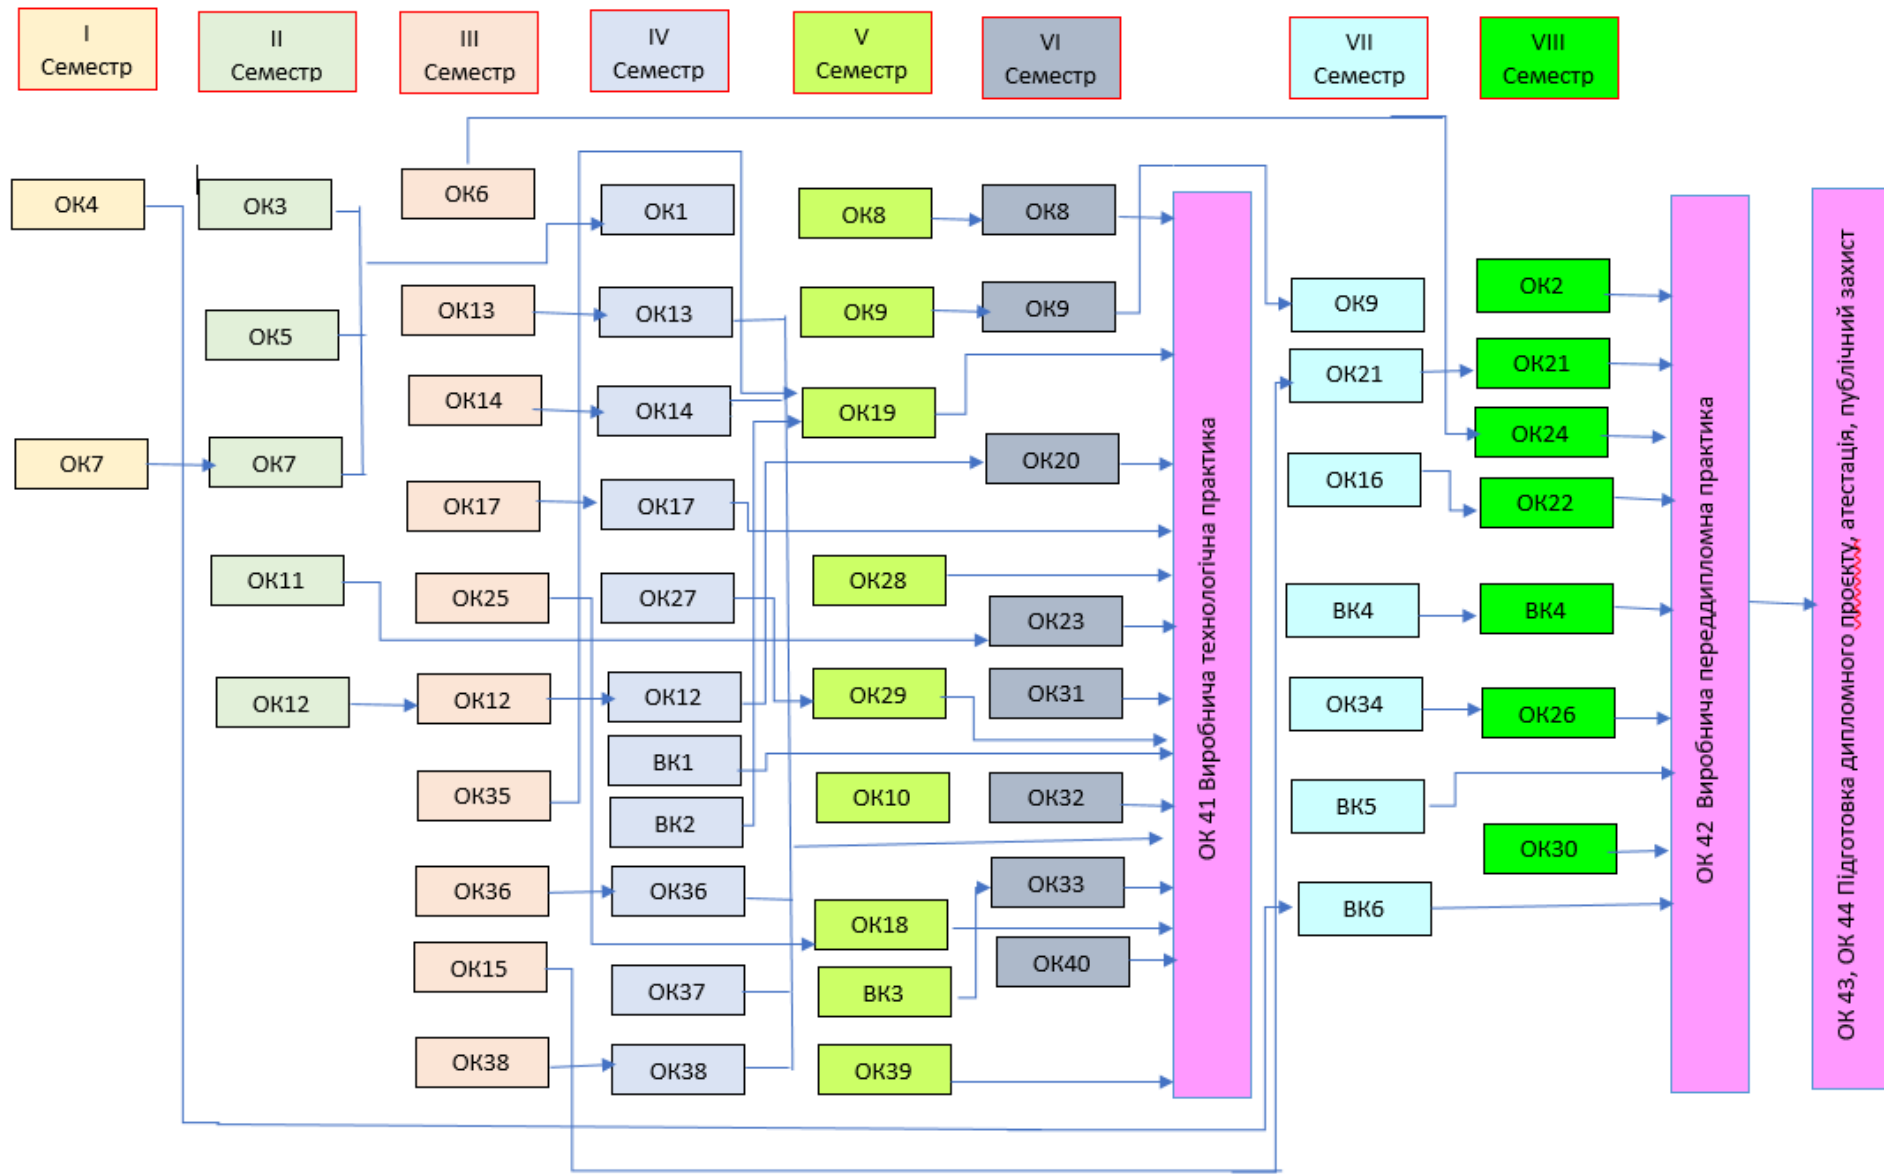 I
Семестр
II
Семестр
III
Семестр
IV
Семестр
V
Семестр
VI
Семестр
VII
Семестр
VIII
Семестр
ОК4
ОК7
ОК3
ОК5
ОК7
ОК11
ОК12
ОК6
ОК13
ОК14
ОК17
ОК25
ОК12
ОК35
ОК36
ОК15
ОК38
ОК1
ОК13
ОК14
ОК17
ОК27
ОК12
ВК1
ВК2
ОК36
ОК37
ОК38
ОК8
ОК9
ОК19
ОК28
ОК29
ОК10
ОК18
ВК3
ОК39
ОК8
ОК9
ОК20
ОК23
ОК31
ОК32
ОК33
ОК40
ОК 41 Виробнича технологічна практика
ОК9
ОК21
ОК16
ВК4
ОК34
ВК5
ВК6
ОК2
ОК21
ОК24
ОК22
ВК4
ОК26
ОК30
ОК 42 Виробнича переддипломна практика
ОК 43, ОК 44 Підготовка дипломного проєкту, атестація, публічний захист